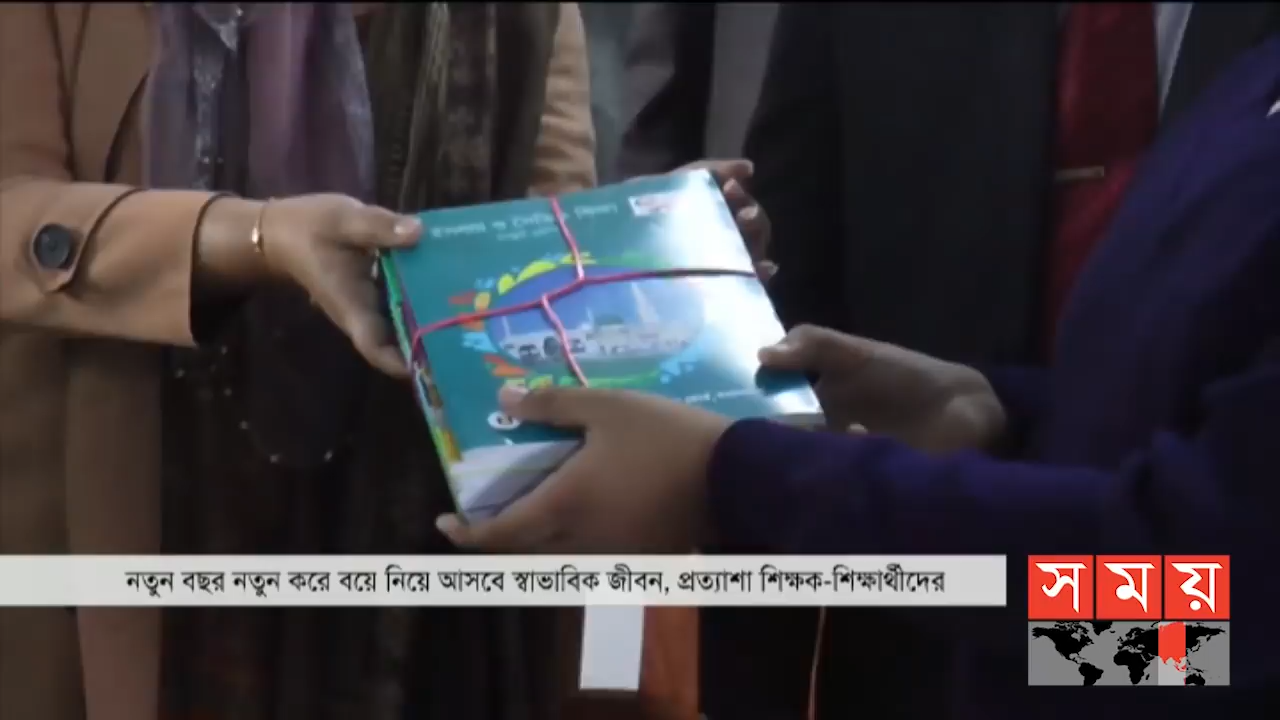 নতুন বছর নতুন করে বয়ে নিয়ে আসবে স্বাভাবিক জীবন, প্রত্যাশা শিক্ষক-শিক্ষার্থীদের
সময়